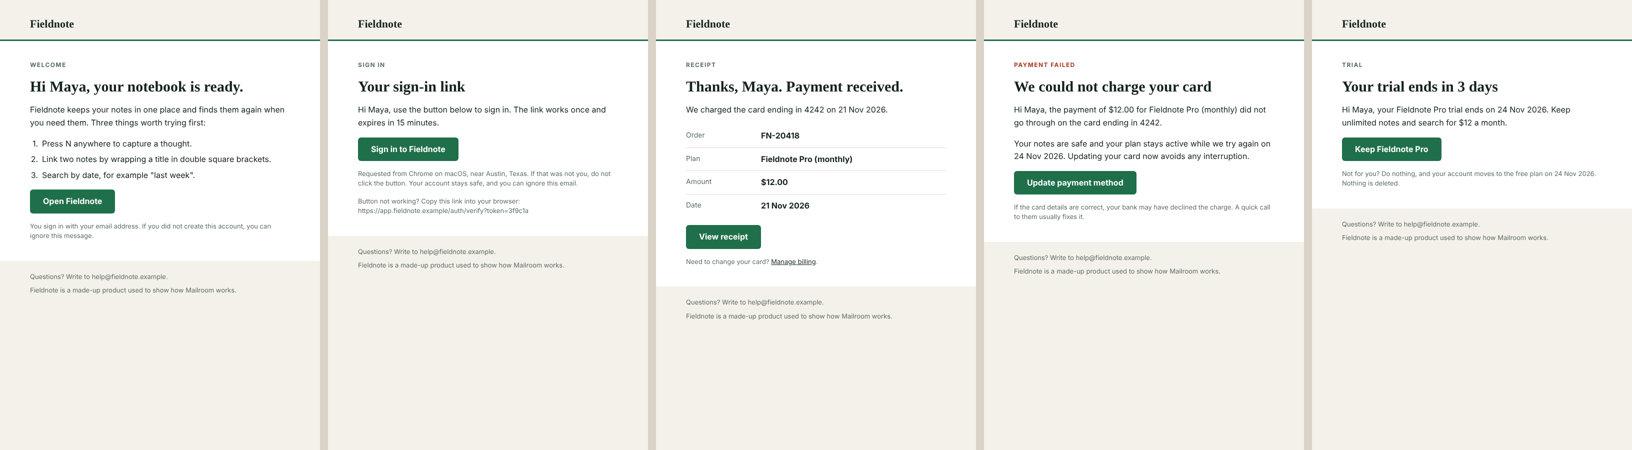 Fieldnote
WELCOME
Hi Maya, your notebook is ready.
Fieldnote keeps your notes in one place and finds them again when
you need them. Three things worth trying first:
1. Press N anywhere to capture a thought.
2. Link two notes by wrapping a title in double square brackets.
3. Search by date, for example "last week".
Open Fieldnote
You sign in with your email address. If you did not create this account, you can
ignore this message.
Questions? Write to help@fieldnote.example.
Fieldnote is a made-up product used to show how Mailroom works.
Fieldnote
SIGN IN
Your sign-in link
Hi Maya, use the button below to sign in. The link works once and
expires in 15 minutes.
Sign in to Fieldnote
Requested from Chrome on macOS, near Austin, Texas. If that was not you, do not
click the button. Your account stays safe, and you can ignore this email.
Button not working? Copy this link into your browser:
https://app.fieldnote.example/auth/verify?token=3f9c1a
Questions? Write to help@fieldnote.example.
Fieldnote is a made-up product used to show how Mailroom works.
Fieldnote
RECEIPT
Thanks, Maya. Payment received.
We charged the card ending in 4242 on 21 Nov 2026.
Order FN-20418
Plan Fieldnote Pro (monthly)
Amount $12.00
Date 21 Nov 2026
View receipt
Need to change your card? Manage billing.
Questions? Write to help@fieldnote.example.
Fieldnote is a made-up product used to show how Mailroom works.
Fieldnote
PAYMENT FAILED
We could not charge your card
Hi Maya, the payment of $12.00 for Fieldnote Pro (monthly) did not
go through on the card ending in 4242.
Your notes are safe and your plan stays active while we try again on
24 Nov 2026. Updating your card now avoids any interruption.
Update payment method
If the card details are correct, your bank may have declined the charge. A quick call
to them usually fixes it.
Questions? Write to help@fieldnote.example.
Fieldnote is a made-up product used to show how Mailroom works.
Fieldnote
TRIAL
Your trial ends in 3 days
Hi Maya, your Fieldnote Pro trial ends on 24 Nov 2026. Keep
unlimited notes and search for $12 a month.
Keep Fieldnote Pro
Not for you? Do nothing, and your account moves to the free plan on 24 Nov 2026.
Nothing is deleted.
Questions? Write to help@fieldnote.example.
Fieldnote is a made-up product used to show how Mailroom works.